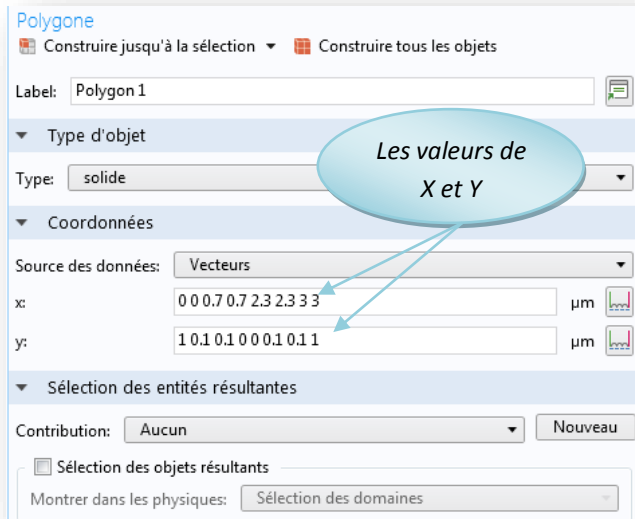 Polygone
Construire jusqu'à la sélection Construire tous les objets
Label: Polygon 1
Type d'objet
Les valeurs de
X et Y
Type: solide
Coordonnées
Source des données: Vecteurs
x: 0 0 0.7 0.7 2.3 2.3 3 3 µm
y: 1 0.1 0.1 0 0 0.1 0.1 1 µm
Sélection des entités résultantes
Contribution: Aucun Nouveau
Sélection des objets résultants
Montrer dans les physiques: Sélection des domaines